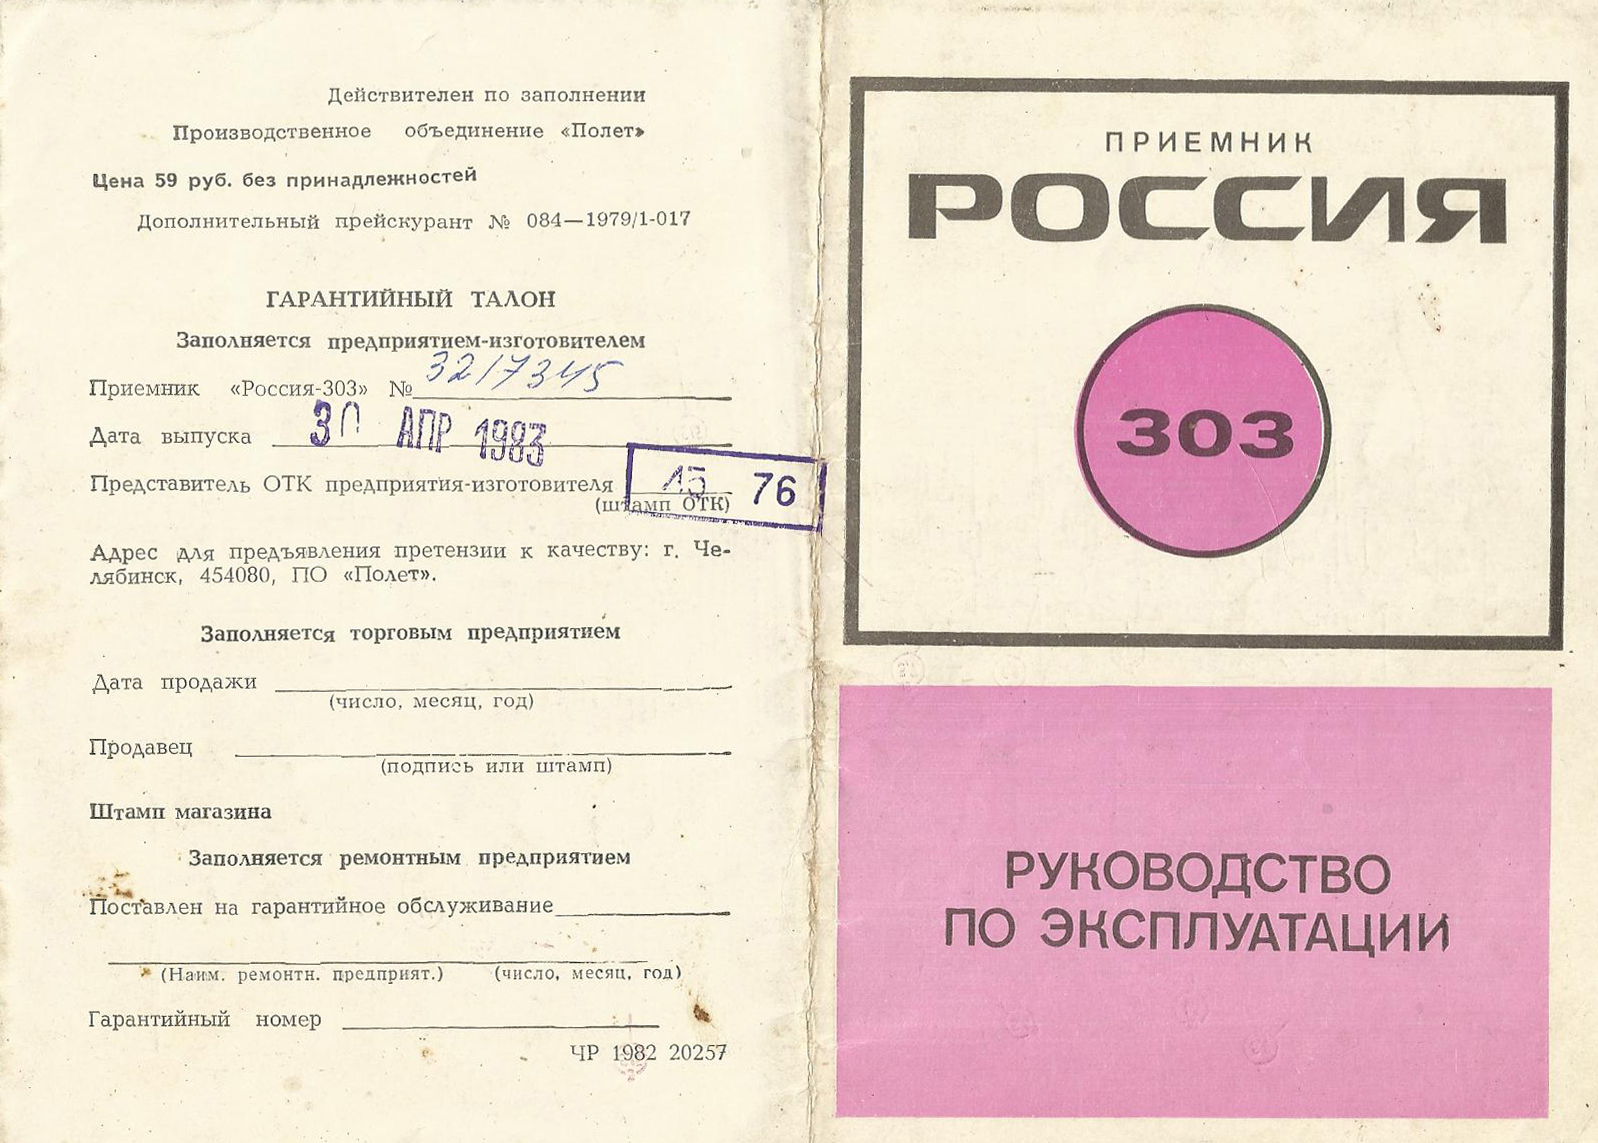 Действителен по заполнении
Производственное объединение «Полет»
Цена 59 руб. без принадлежностей
Дополнительный прейскурант № 084—1979/1-017
ГАРАНТИЙНЫЙ ТАЛОН
Заполняется предприятием-изготовителем
Приемник «Россия-303» № 3217345
Дата выпуска 30 АПР 1983
Представитель ОТК предприятия-изготовителя 15 76
(штамп ОТК)
Адрес для предъявления претензии к качеству: г. Че-
лябинск, 454080, ПО «Полет».
Заполняется торговым предприятием
Дата продажи
(число, месяц, год)
Продавец
(подпись или штамп)
Штамп магазина
Заполняется ремонтным предприятием
Поставлен на гарантийное обслуживание
(Наим. ремонтн. предприят.) (число, месяц, год)
Гарантийный номер
ЧР 1982 20257
ПРИЕМНИК
РОССИЯ
303
РУКОВОДСТВО
ПО ЭКСПЛУАТАЦИИ